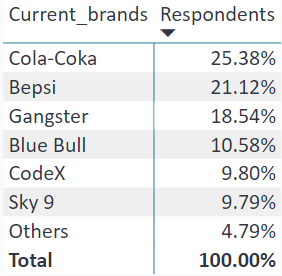 Current_brands Respondents
Cola-Coka 25.38%
Bepsi 21.12%
Gangster 18.54%
Blue Bull 10.58%
CodeX 9.80%
Sky 9 9.79%
Others 4.79%
Total 100.00%